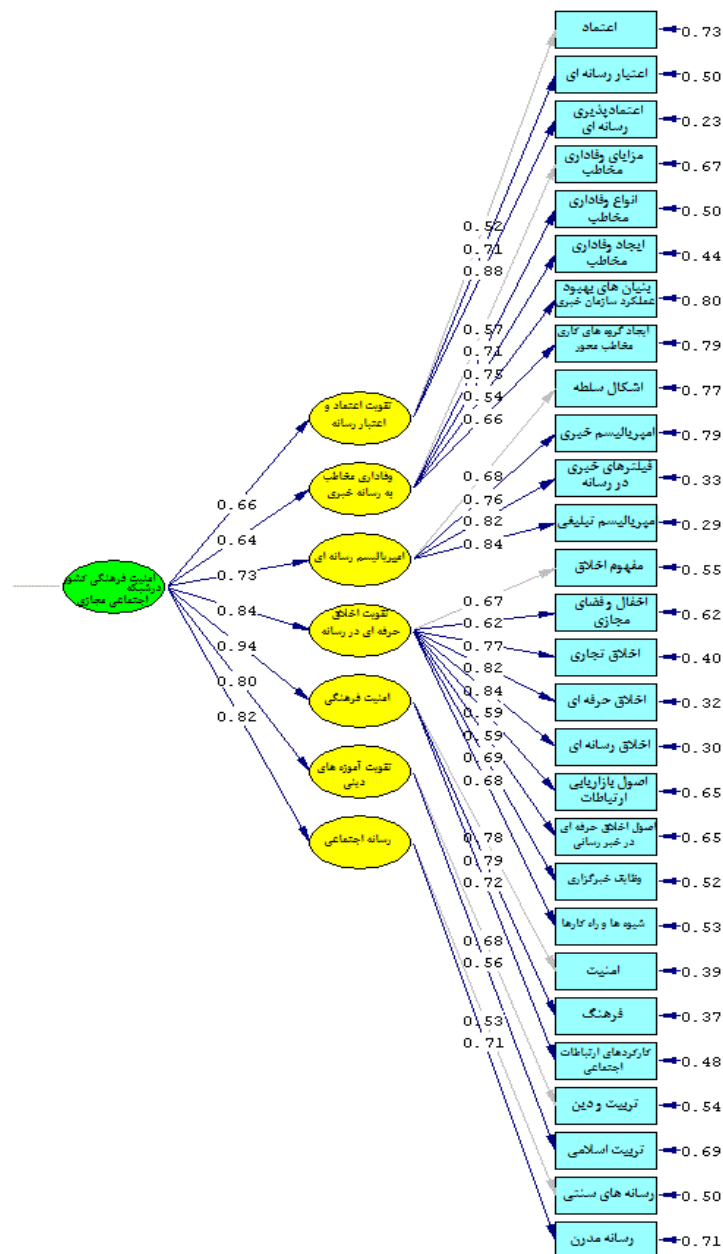 اعتماد
0.73
اعتیار رسانه ای
0.50
اعتمادپذیری
رسانه ای
0.23
مزایای وفاداری
مخاطب
0.67
انواع وفاداری
مخاطب
0.50
ایجاد وفاداری
مخاطب
0.44
بنیان های بهبود
عملکرد سازمان خبری
0.80
ایجاد گروه های کاری
مخاطب محور
0.79
اشکال سلطه
0.77
امپریالیسم خبری
0.79
فیلترهای خبری
در رسانه
0.33
میریالیسم تبلیغی
0.29
مفهوم اخلاق
0.55
اخفال و فضای
مجازی
0.62
اخلاق تجاری
0.40
اخلاق حرفه ای
0.32
اخلاق رسانه ای
0.30
اصول بازاریابی
ارتباطات
0.65
اصول اخلاق حرفه ای
در خبر رسانی
0.65
وظایف خبرگزاری
0.52
شیوه ها و راه کارها
0.53
امنیت
0.39
فرهنگ
0.37
کارکردهای ارتباطات
اجتماعی
0.48
تربیت و دین
0.54
تربیت اسلامی
0.69
رسانه های سنتی
0.50
رسانه مدرن
0.71
0.52
0.71
0.88
0.57
0.71
0.75
0.54
0.66
0.68
0.76
0.82
0.84
0.67
0.62
0.77
0.82
0.84
0.59
0.59
0.69
0.68
0.78
0.79
0.72
0.68
0.56
0.53
0.71
تقویت اعتماد و
اعتبار رسانه
وفاداری مخاطب
به رسانه خبری
امپریالیسم رسانه ای
تقویت اخلاق
حرفه ای در رسانه
امنیت فرهنگی
تقویت آموزه های
دینی
رسانه اجتماعی
0.66
0.64
0.73
0.84
0.94
0.80
0.82
امنیت فرهنگی کشور
درشبکه
اجتماعی مجازی